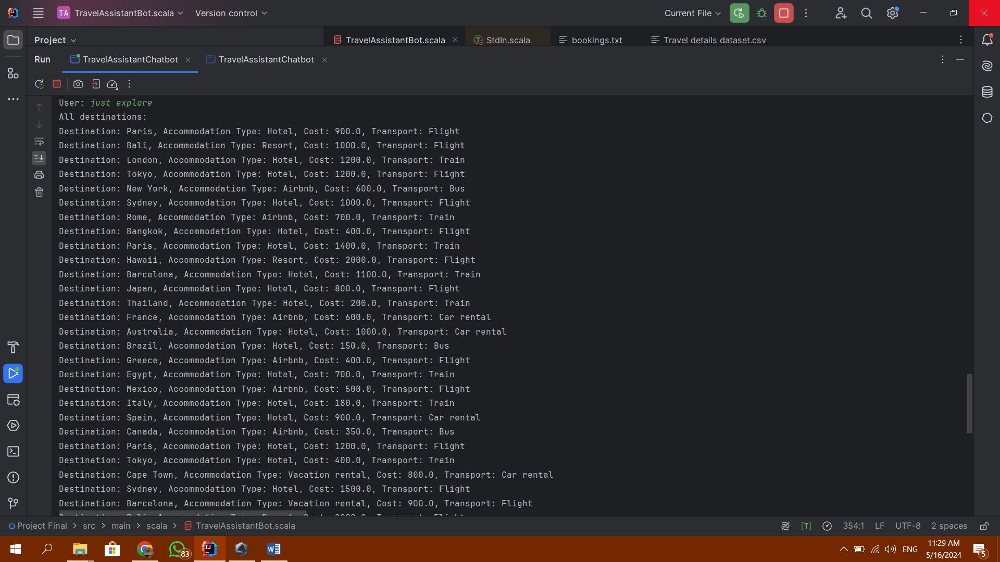 TA TravelAssistantBot.scala Version control Current File
Project TravelAssistantBot.scala StdIn.scala bookings.txt Travel details dataset.csv
Run TravelAssistantChatbot TravelAssistantChatbot
User: just explore
All destinations:
Destination: Paris, Accommodation Type: Hotel, Cost: 900.0, Transport: Flight
Destination: Bali, Accommodation Type: Resort, Cost: 1000.0, Transport: Flight
Destination: London, Accommodation Type: Hotel, Cost: 1200.0, Transport: Train
Destination: Tokyo, Accommodation Type: Hotel, Cost: 1200.0, Transport: Flight
Destination: New York, Accommodation Type: Airbnb, Cost: 600.0, Transport: Bus
Destination: Sydney, Accommodation Type: Hotel, Cost: 1000.0, Transport: Flight
Destination: Rome, Accommodation Type: Airbnb, Cost: 700.0, Transport: Train
Destination: Bangkok, Accommodation Type: Hotel, Cost: 400.0, Transport: Flight
Destination: Paris, Accommodation Type: Hotel, Cost: 1400.0, Transport: Train
Destination: Hawaii, Accommodation Type: Resort, Cost: 2000.0, Transport: Flight
Destination: Barcelona, Accommodation Type: Hotel, Cost: 1100.0, Transport: Train
Destination: Japan, Accommodation Type: Hotel, Cost: 800.0, Transport: Flight
Destination: Thailand, Accommodation Type: Hotel, Cost: 200.0, Transport: Train
Destination: France, Accommodation Type: Airbnb, Cost: 600.0, Transport: Car rental
Destination: Australia, Accommodation Type: Hotel, Cost: 1000.0, Transport: Car rental
Destination: Brazil, Accommodation Type: Hotel, Cost: 150.0, Transport: Bus
Destination: Greece, Accommodation Type: Airbnb, Cost: 400.0, Transport: Flight
Destination: Egypt, Accommodation Type: Hotel, Cost: 700.0, Transport: Train
Destination: Mexico, Accommodation Type: Airbnb, Cost: 500.0, Transport: Flight
Destination: Italy, Accommodation Type: Hotel, Cost: 180.0, Transport: Train
Destination: Spain, Accommodation Type: Hotel, Cost: 900.0, Transport: Car rental
Destination: Canada, Accommodation Type: Airbnb, Cost: 350.0, Transport: Bus
Destination: Paris, Accommodation Type: Hotel, Cost: 1200.0, Transport: Flight
Destination: Tokyo, Accommodation Type: Hotel, Cost: 400.0, Transport: Train
Destination: Cape Town, Accommodation Type: Vacation rental, Cost: 800.0, Transport: Car rental
Destination: Sydney, Accommodation Type: Hotel, Cost: 1500.0, Transport: Flight
Destination: Barcelona, Accommodation Type: Vacation rental, Cost: 900.0, Transport: Flight
Project Final > src > main > scala > TravelAssistantBot.scala [T] 354:1 LF UTF-8 2 spaces
83 ENG 11:29 AM
5/16/2024 5